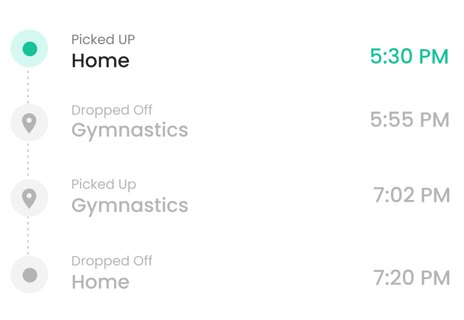 Picked UP
Home
5:30 PM
Dropped Off
Gymnastics
5:55 PM
Picked Up
Gymnastics
7:02 PM
Dropped Off
Home
7:20 PM